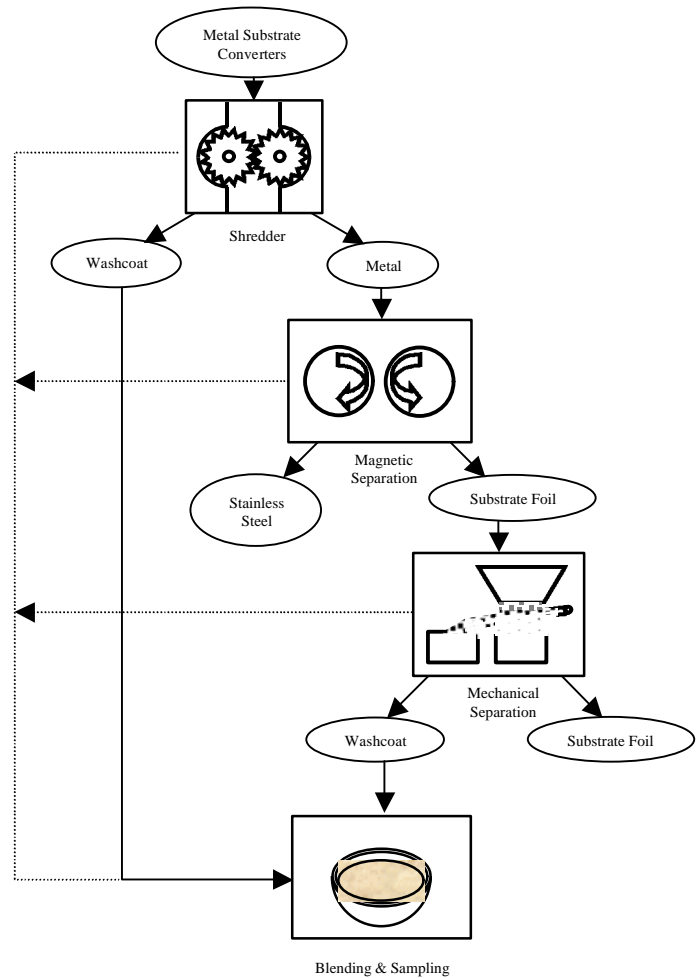 Metal Substrate
Converters
Shredder
Washcoat
Metal
Magnetic
Separation
Stainless
Steel
Substrate Foil
Mechanical
Separation
Washcoat
Substrate Foil
Blending & Sampling